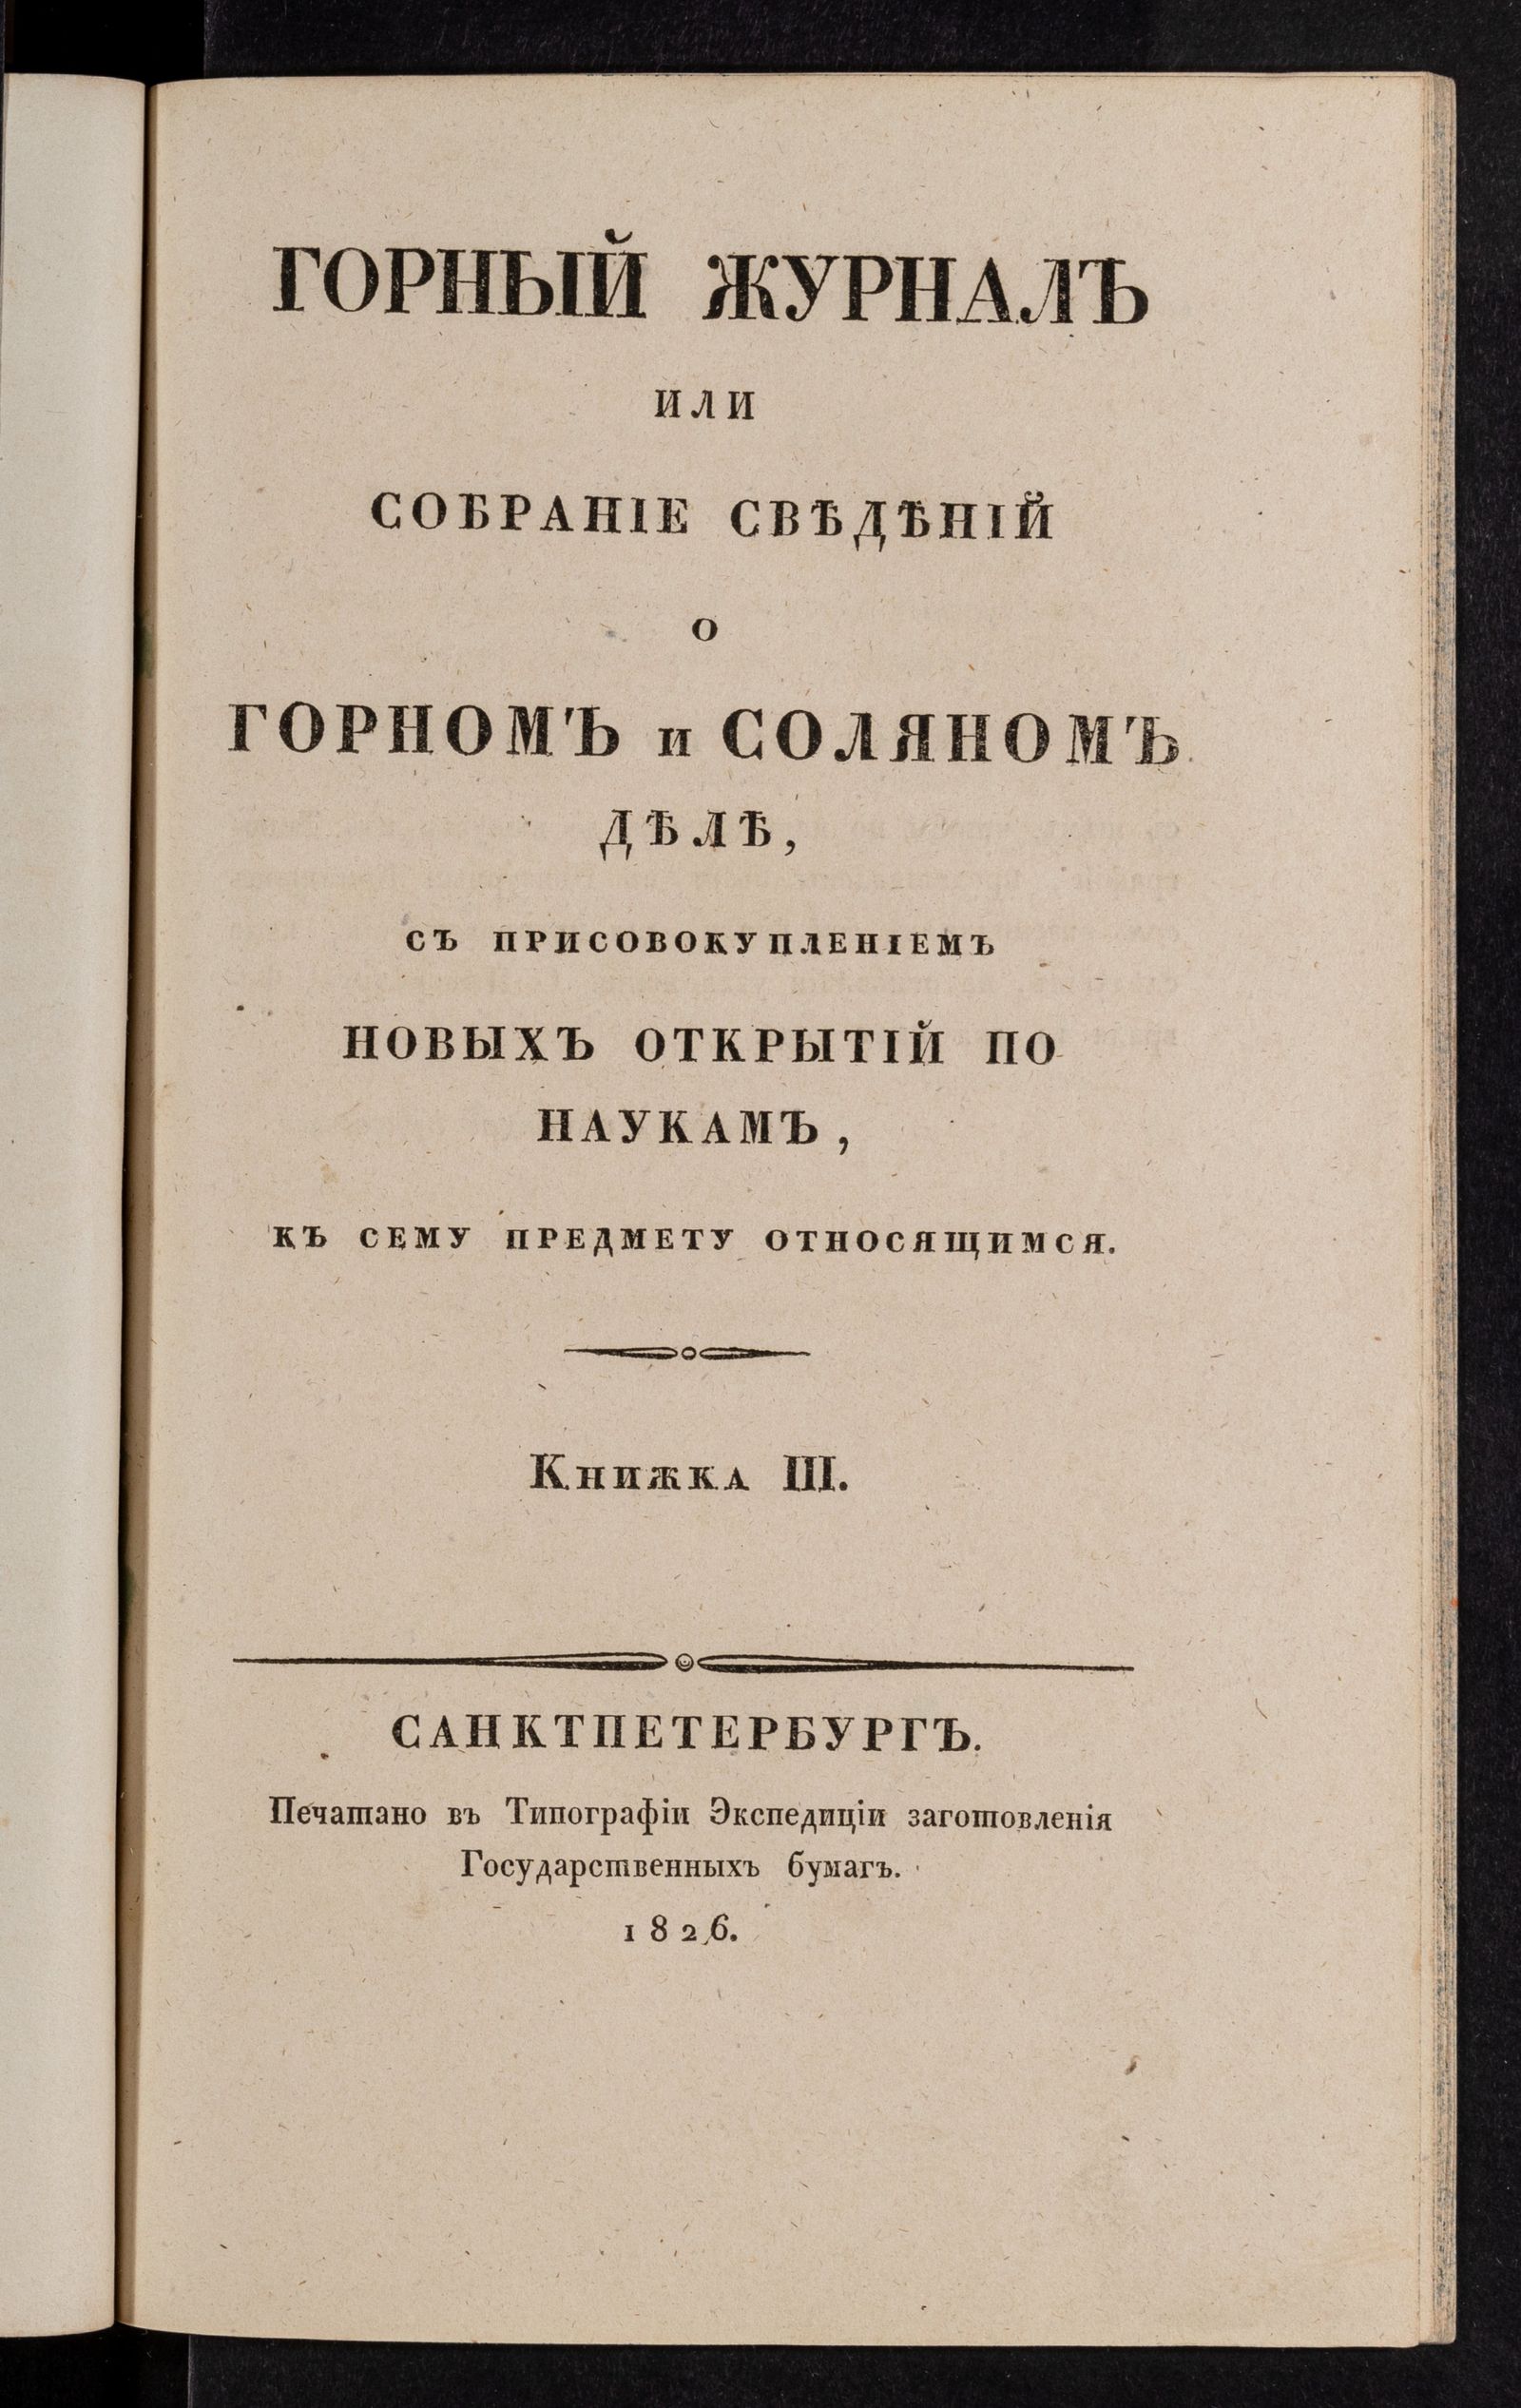 ГОРНЫЙ ЖУРНАЛЪ
ИЛИ
СОБРАНІЕ СВѢДѢНІЙ
О
ГОРНОМЪ и СОЛЯНОМЪ
ДѢЛѢ,
СЪ ПРИСОВОКУПЛЕНІЕМЪ
НОВЫХЪ ОТКРЫТІЙ ПО
НАУКАМЪ,
КЪ СЕМУ ПРЕДМЕТУ ОТНОСЯЩИМСЯ.
Книжка III.
САНКТПЕТЕРБУРГЪ.
Печатано въ Типографіи Экспедиціи заготовленія
Государственныхъ бумагъ.
1826.